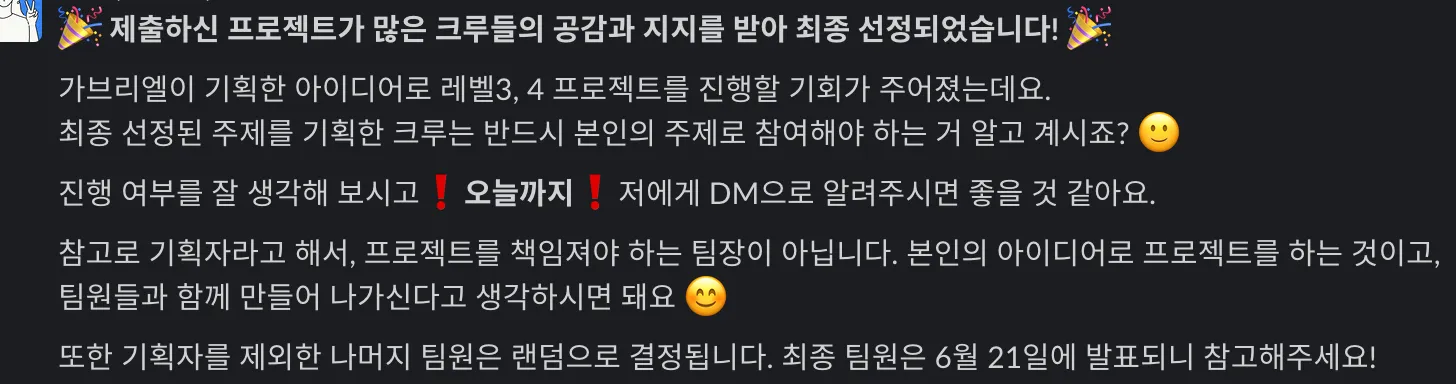 🎉 제출하신 프로젝트가 많은 크루들의 공감과 지지를 받아 최종 선정되었습니다! 🎉
가브리엘이 기획한 아이디어로 레벨3, 4 프로젝트를 진행할 기회가 주어졌는데요.
최종 선정된 주제를 기획한 크루는 반드시 본인의 주제로 참여해야 하는 거 알고 계시죠? 🙂
진행 여부를 잘 생각해 보시고 ❗ 오늘까지 ❗ 저에게 DM으로 알려주시면 좋을 것 같아요.
참고로 기획자라고 해서, 프로젝트를 책임져야 하는 팀장이 아닙니다. 본인의 아이디어로 프로젝트를 하는 것이고,
팀원들과 함께 만들어 나가신다고 생각하시면 돼요 😊
또한 기획자를 제외한 나머지 팀원은 랜덤으로 결정됩니다. 최종 팀원은 6월 21일에 발표되니 참고해주세요!